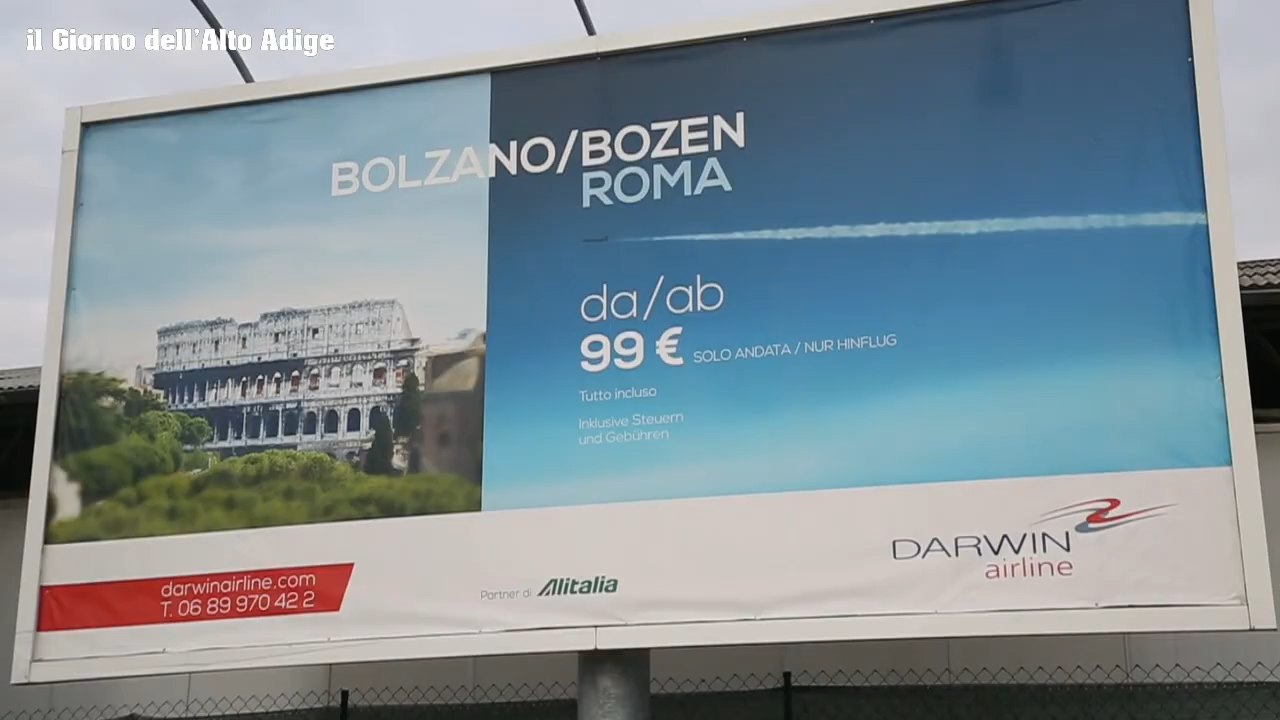 il Giorno dell'Alto Adige
BOLZANO/BOZEN
ROMA
da/ab
99 € SOLO ANDATA / NUR HINFLUG
Tutto incluso
Inklusive Steuern
und Gebühren
DARWIN
airline
darwinairline.com
T. 06 89 970 42 2
Partner di Alitalia